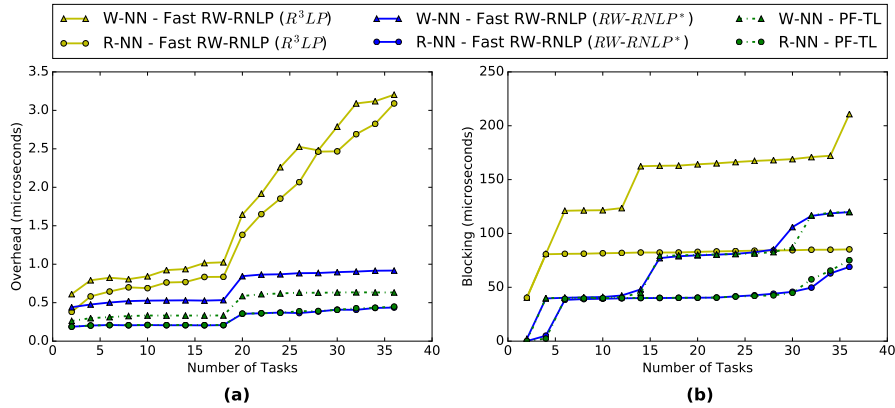 W-NN - Fast RW-RNLP (R³LP)
W-NN - Fast RW-RNLP (RW-RNLP*)
W-NN - PF-TL
R-NN - Fast RW-RNLP (R³LP)
R-NN - Fast RW-RNLP (RW-RNLP*)
R-NN - PF-TL
Overhead (microseconds)
3.5
3.0
2.5
2.0
1.5
1.0
0.5
0.0
0 5 10 15 20 25 30 35 40
Number of Tasks
(a)
Blocking (microseconds)
250
200
150
100
50
0
0 5 10 15 20 25 30 35 40
Number of Tasks
(b)